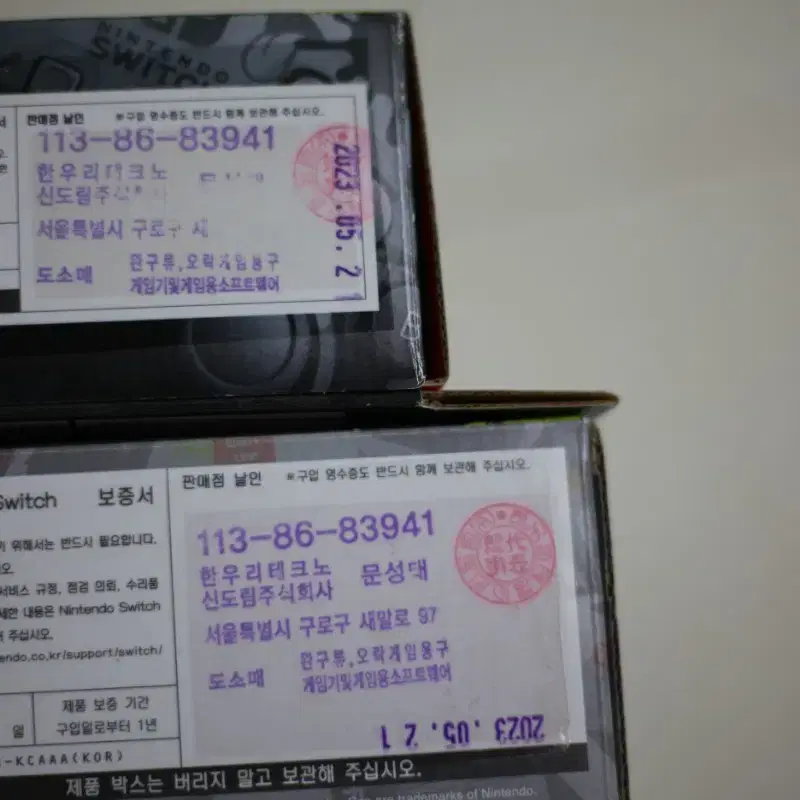 NINTENDO
SWITCH
판매점 날인 ※구입 영수증도 반드시 함께 보관해 주십시오.
113-86-83941
한우리테크노
신도림주
서울특별시 구로구 새
도소매
완구류,오락게임용구
게임기및게임용소프트웨어
2023.05.2
Switch 보증서
판매점 날인 ※구입 영수증도 반드시 함께 보관해 주십시오.
위해서는 반드시 필요합니다.
서비스 규정, 점검 의뢰, 수리품
내용은 Nintendo Switch
주십시오.
endo.co.kr/support/switch/
제품 보증 기간
일 구입일로부터 1년
-KCAAA(KOR)
113-86-83941
한우리테크노
신도림주식회사 문성대
서울특별시 구로구 새말로 97
도소매
완구류,오락게임용구
게임기및게임용소프트웨어
2023.05.21
제품 박스는 버리지 말고 보관해 주십시오.
are trademarks of Nintendo.